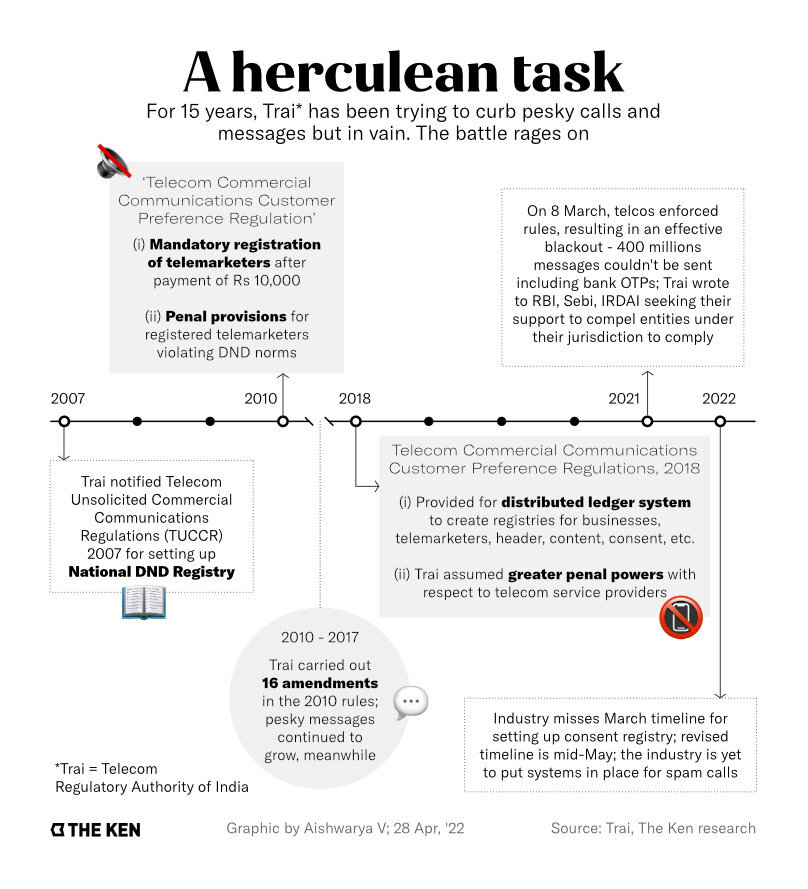 A herculean task
For 15 years, Trai* has been trying to curb pesky calls and
messages but in vain. The battle rages on
‘Telecom Commercial
Communications Customer
Preference Regulation’
(i) Mandatory registration
of telemarketers after
payment of Rs 10,000
(ii) Penal provisions for
registered telemarketers
violating DND norms
On 8 March, telcos enforced
rules, resulting in an effective
blackout - 400 millions
messages couldn't be sent
including bank OTPs; Trai wrote
to RBI, Sebi, IRDAI seeking their
support to compel entities under
their jurisdiction to comply
2007
2010
2018
2021
2022
Trai notified Telecom
Unsolicited Commercial
Communications
Regulations (TUCCR)
2007 for setting up
National DND Registry
Telecom Commercial Communications
Customer Preference Regulations, 2018
(i) Provided for distributed ledger system
to create registries for businesses,
telemarketers, header, content, consent, etc.
(ii) Trai assumed greater penal powers with
respect to telecom service providers
2010 - 2017
Trai carried out
16 amendments
in the 2010 rules;
pesky messages
continued to
grow, meanwhile
Industry misses March timeline for
setting up consent registry; revised
timeline is mid-May; the industry is yet
to put systems in place for spam calls
*Trai = Telecom
Regulatory Authority of India
THE KEN
Graphic by Aishwarya V; 28 Apr, '22
Source: Trai, The Ken research